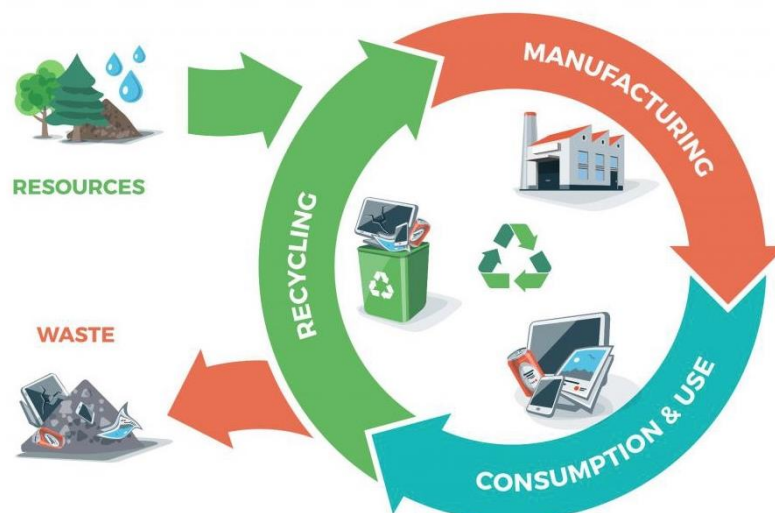 RESOURCES
WASTE
RECYCLING
MANUFACTURING
CONSUMPTION & USE